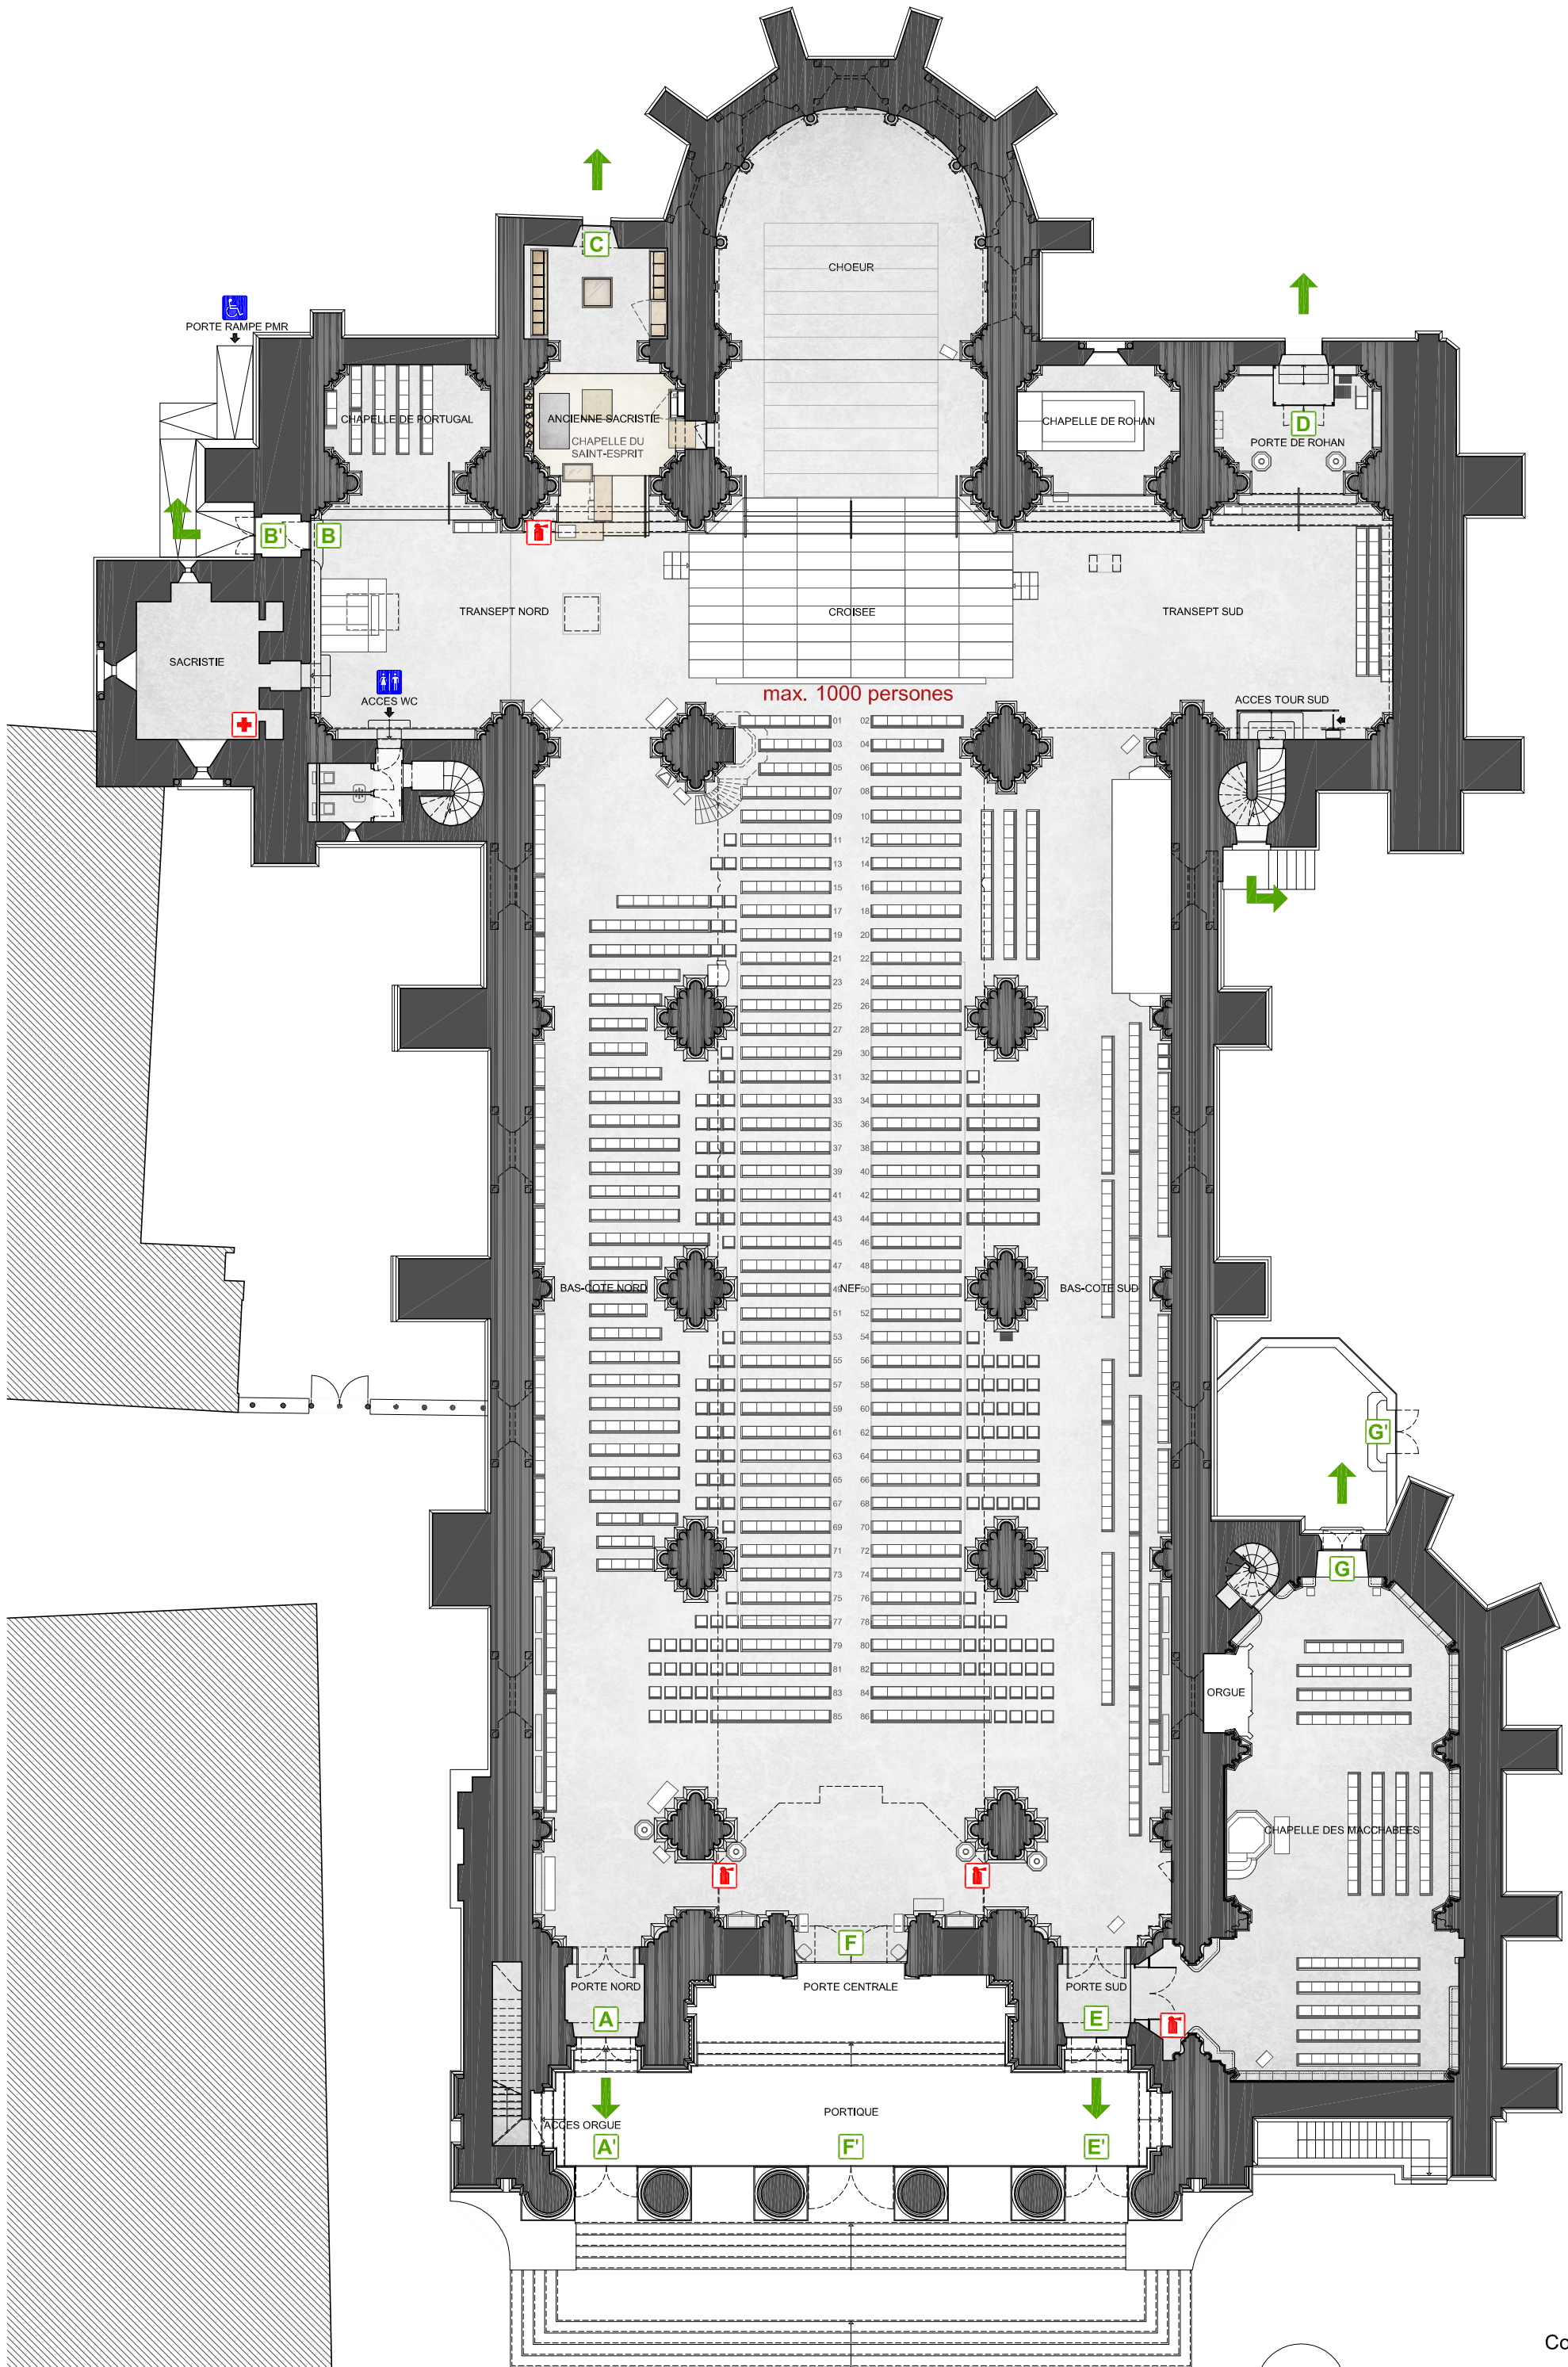 C
CHOEUR
PORTE RAMPE PMR
CHAPELLE DE PORTUGAL
ANCIENNE SACRISTIE
CHAPELLE DU
SAINT-ESPRIT
CHAPELLE DE ROHAN
D
PORTE DE ROHAN
B' B
TRANSEPT NORD
CROISEE
TRANSEPT SUD
SACRISTIE
max. 1000 persones
ACCES WC
ACCES TOUR SUD
01 02
03 04
05 06
07 08
09 10
11 12
13 14
15 16
17 18
19 20
21 22
23 24
25 26
27 28
29 30
31 32
33 34
35 36
37 38
39 40
41 42
43 44
45 46
47 48
BAS-COTE NORD
49 NEF 50
BAS-COTE SUD
51 52
53 54
55 56
57 58
59 60
61 62
63 64
65 66
67 68
69 70
71 72
73 74
75 76
77 78
79 80
81 82
83 84
85 86
G'
G
ORGUE
CHAPELLE DES MACCHABEES
F
PORTE NORD
PORTE CENTRALE
PORTE SUD
A
E
ACCES ORGUE
PORTIQUE
A'
F'
E'